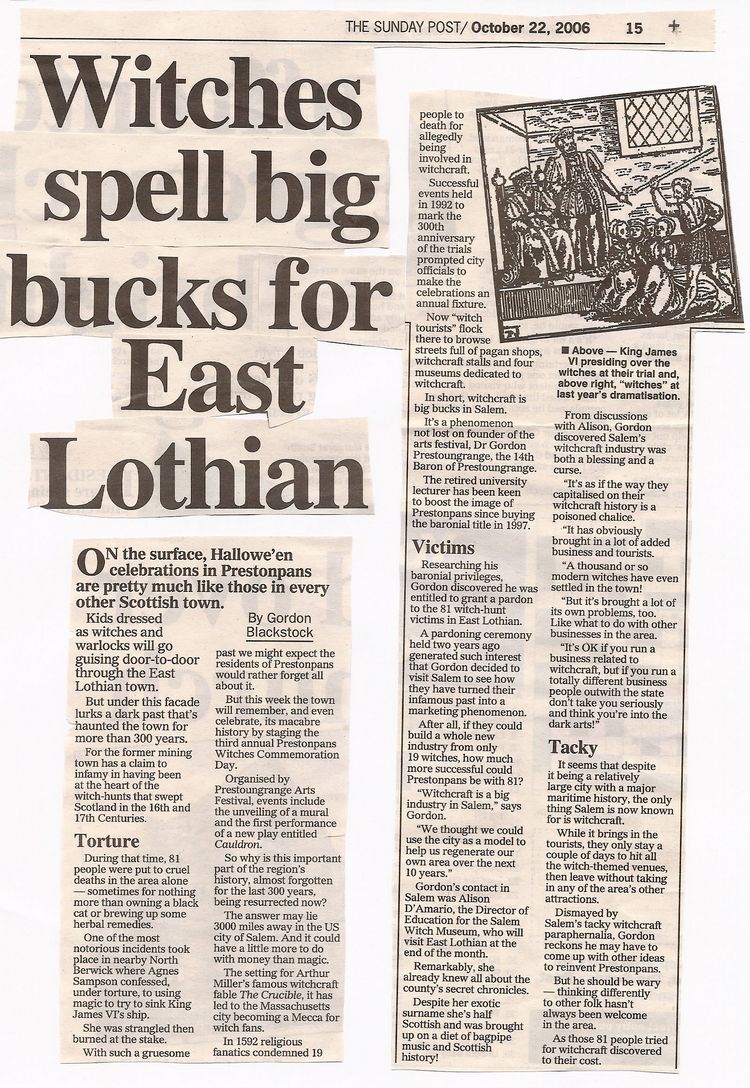 THE SUNDAY POST/ October 22, 2006 15 +
Witches
spell big
bucks for
East
Lothian
ON the surface, Hallowe'en
celebrations in Prestonpans
are pretty much like those in every
other Scottish town.
Kids dressed
as witches and
warlocks will go
guising door-to-door
through the East
Lothian town.
But under this facade
lurks a dark past that's
haunted the town for
more than 300 years.
For the former mining
town has a claim to
infamy in having been
at the heart of the
witch-hunts that swept
Scotland in the 16th and
17th Centuries.
Torture
During that time, 81
people were put to cruel
deaths in the area alone
— sometimes for nothing
more than owning a black
cat or brewing up some
herbal remedies.
One of the most
notorious incidents took
place in nearby North
Berwick where Agnes
Sampson confessed,
under torture, to using
magic to try to sink King
James VI's ship.
She was strangled then
burned at the stake.
With such a gruesome
By Gordon
Blackstock
past we might expect the
residents of Prestonpans
would rather forget all
about it.
But this week the town
will remember, and even
celebrate, its macabre
history by staging the
third annual Prestonpans
Witches Commemoration
Day.
Organised by
Prestoungrange Arts
Festival, events include
the unveiling of a mural
and the first performance
of a new play entitled
Cauldron.
So why is this important
part of the region's
history, almost forgotten
for the last 300 years,
being resurrected now?
The answer may lie
3000 miles away in the US
city of Salem. And it could
have a little more to do
with money than magic.
The setting for Arthur
Miller's famous witchcraft
fable The Crucible, it has
led to the Massachusetts
city becoming a Mecca for
witch fans.
In 1592 religious
fanatics condemned 19
people to
death for
allegedly
being
involved in
witchcraft.
Successful
events held
in 1992 to
mark the
300th
anniversary
of the trials
prompted city
officials to
make the
celebrations an
annual fixture.
Now "witch
tourists" flock
there to browse
streets full of pagan shops,
witchcraft stalls and four
museums dedicated to
witchcraft.
In short, witchcraft is
big bucks in Salem.
It's a phenomenon
not lost on founder of the
arts festival, Dr Gordon
Prestoungrange, the 14th
Baron of Prestoungrange.
The retired university
lecturer has been keen
to boost the image of
Prestonpans since buying
the baronial title in 1997.
Victims
Researching his
baronial privileges,
Gordon discovered he was
entitled to grant a pardon
to the 81 witch-hunt
victims in East Lothian.
A pardoning ceremony
held two years ago
generated such interest
that Gordon decided to
visit Salem to see how
they have turned their
infamous past into a
marketing phenomenon.
After all, if they could
build a whole new
industry from only
19 witches, how much
more successful could
Prestonpans be with 81?
"Witchcraft is a big
industry in Salem," says
Gordon.
"We thought we could
use the city as a model to
help us regenerate our
own area over the next
10 years."
Gordon's contact in
Salem was Alison
D'Amario, the Director of
Education for the Salem
Witch Museum, who will
visit East Lothian at the
end of the month.
Remarkably, she
already knew all about the
county's secret chronicles.
Despite her exotic
surname she's half
Scottish and was brought
up on a diet of bagpipe
music and Scottish
history!
■ Above — King James
VI presiding over the
witches at their trial and,
above right, "witches" at
last year's dramatisation.
From discussions
with Alison, Gordon
discovered Salem's
witchcraft industry was
both a blessing and a
curse.
"It's as if the way they
capitalised on their
witchcraft history is a
poisoned chalice.
"It has obviously
brought in a lot of added
business and tourists.
"A thousand or so
modern witches have even
settled in the town!
"But it's brought a lot of
its own problems, too.
Like what to do with other
businesses in the area.
"It's OK if you run a
business related to
witchcraft, but if you run a
totally different business
people outwith the state
don't take you seriously
and think you're into the
dark arts!"
Tacky
It seems that despite
it being a relatively
large city with a major
maritime history, the only
thing Salem is now known
for is witchcraft.
While it brings in the
tourists, they only stay a
couple of days to hit all
the witch-themed venues,
then leave without taking
in any of the area's other
attractions.
Dismayed by
Salem's tacky witchcraft
paraphernalia, Gordon
reckons he may have to
come up with other ideas
to reinvent Prestonpans.
But he should be wary
— thinking differently
to other folk hasn't
always been welcome
in the area.
As those 81 people tried
for witchcraft discovered
to their cost.